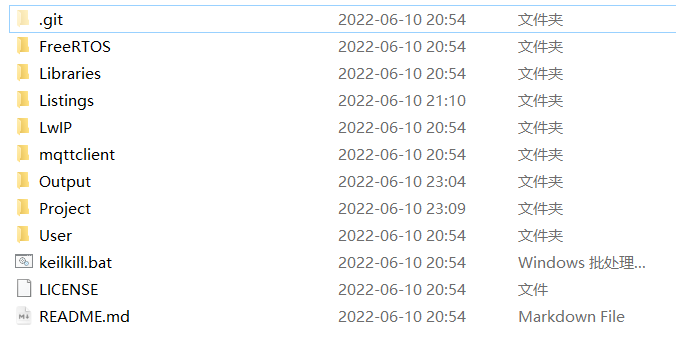 .git 2022-06-10 20:54 文件夹
FreeRTOS 2022-06-10 20:54 文件夹
Libraries 2022-06-10 20:54 文件夹
Listings 2022-06-10 21:10 文件夹
LwIP 2022-06-10 20:54 文件夹
mqttclient 2022-06-10 20:54 文件夹
Output 2022-06-10 23:04 文件夹
Project 2022-06-10 23:09 文件夹
User 2022-06-10 20:54 文件夹
keilkill.bat 2022-06-10 20:54 Windows 批处理...
LICENSE 2022-06-10 20:54 文件
README.md 2022-06-10 20:54 Markdown File